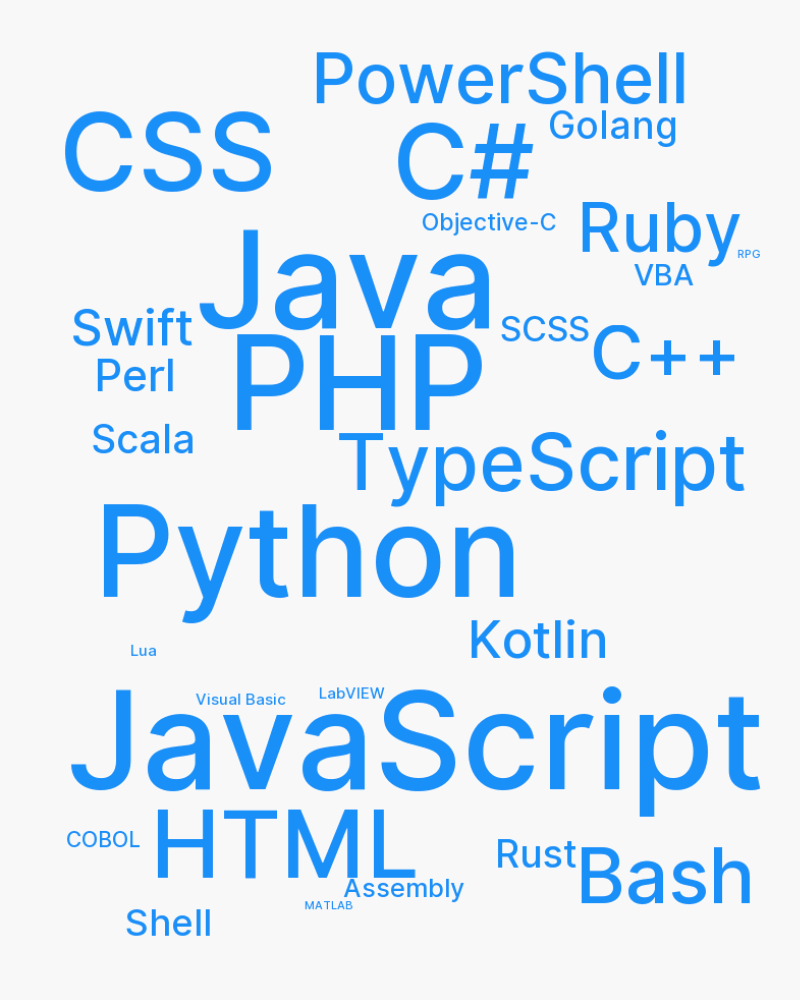 PowerShell
Golang
CSS
C#
Objective-C
Ruby
RPG
VBA
Java
Swift
SCSS
C++
PHP
Perl
Scala
TypeScript
Python
Kotlin
Lua
Visual Basic
LabVIEW
JavaScript
COBOL
HTML
Rust
Bash
Assembly
MATLAB
Shell